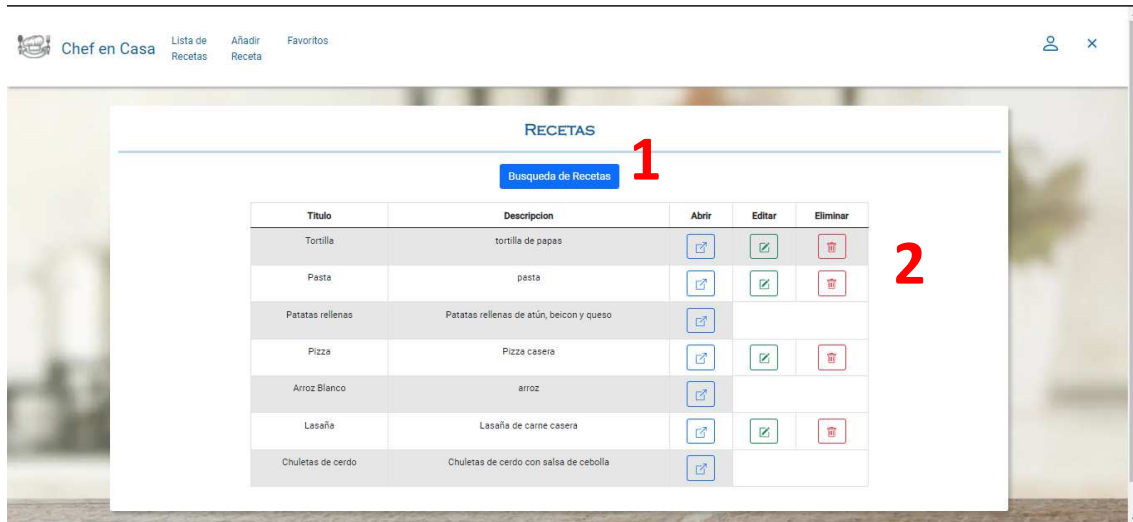 Chef en Casa
Lista de
Recetas
Añadir
Receta
Favoritos
RECETAS
1
Busqueda de Recetas
Titulo Descripcion Abrir Editar Eliminar
Tortilla tortilla de papas
2
Pasta pasta
Patatas rellenas Patatas rellenas de atún, beicon y queso
Pizza Pizza casera
Arroz Blanco arroz
Lasaña Lasaña de carne casera
Chuletas de cerdo Chuletas de cerdo con salsa de cebolla